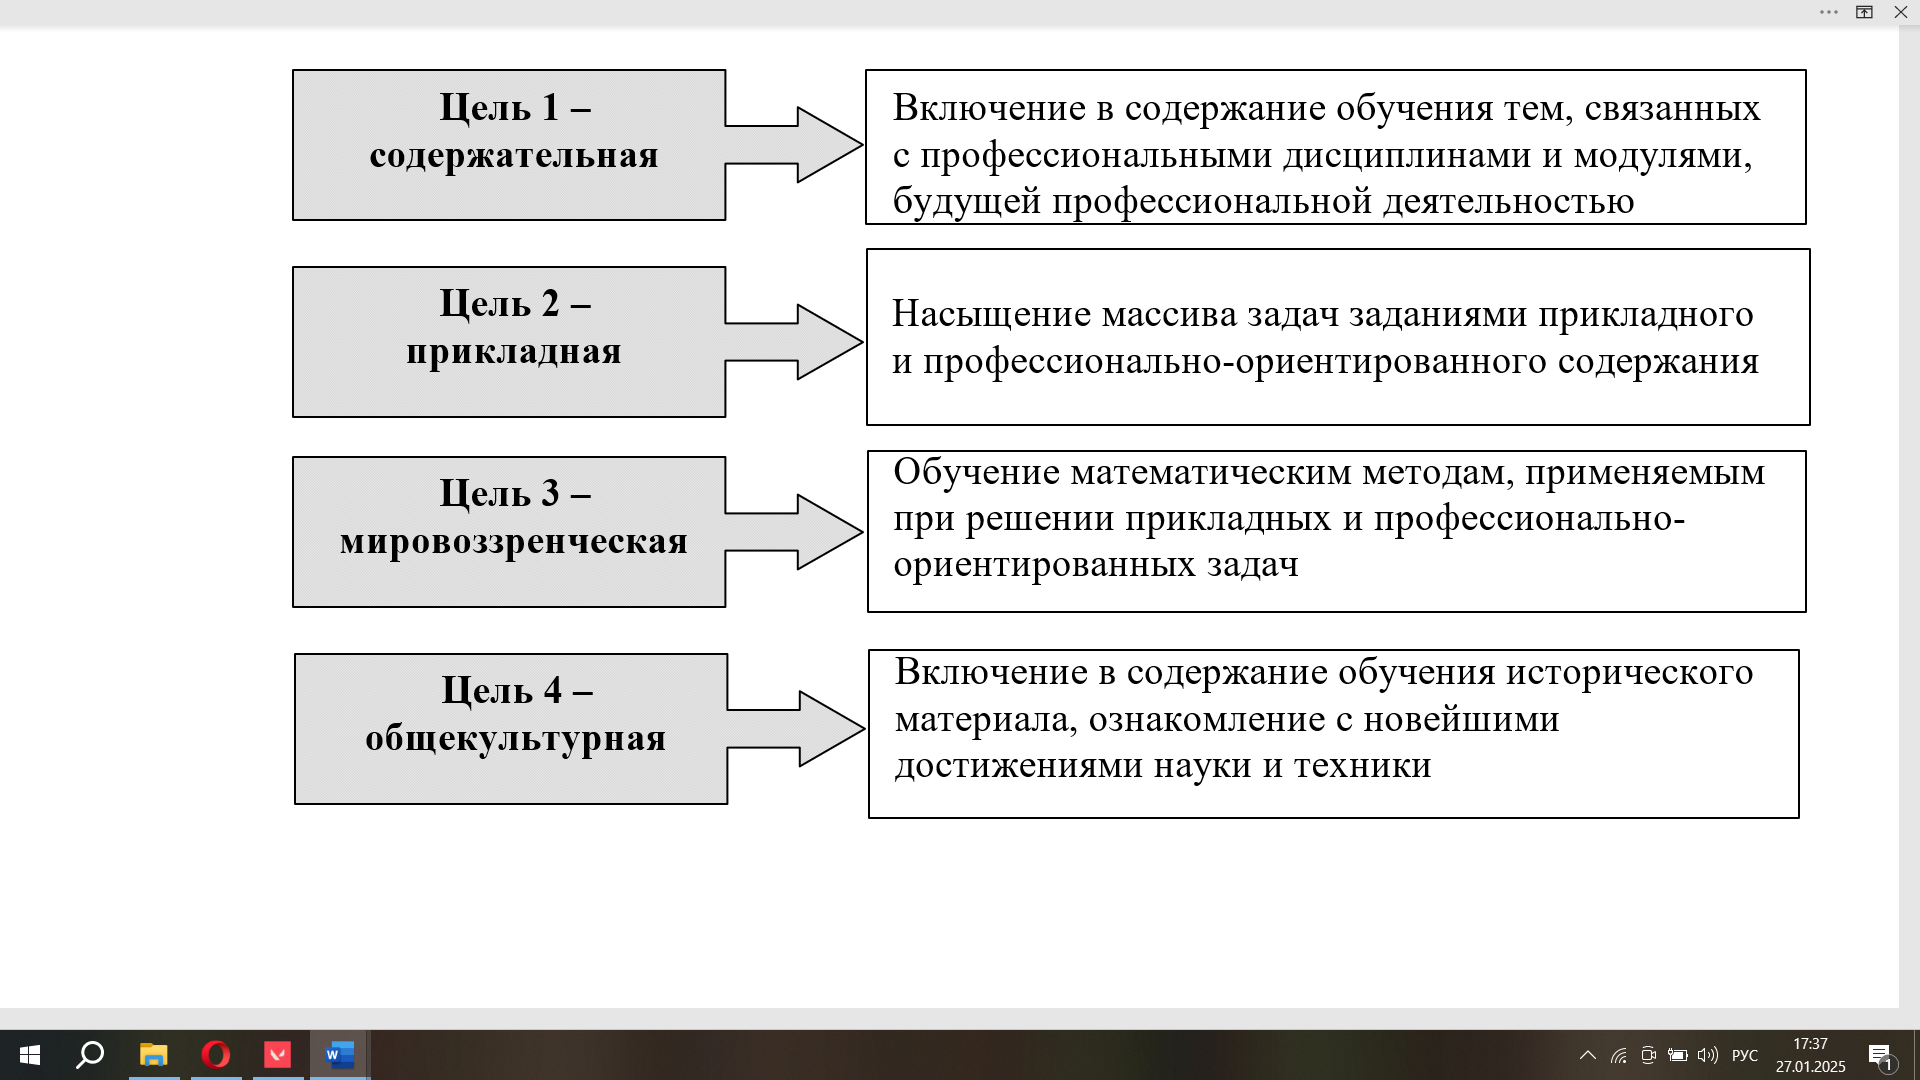 Цель 1 –
содержательная
Включение в содержание обучения тем, связанных
с профессиональными дисциплинами и модулями,
будущей профессиональной деятельностью
Цель 2 –
прикладная
Насыщение массива задач заданиями прикладного
и профессионально-ориентированного содержания
Цель 3 –
мировоззренческая
Обучение математическим методам, применяемым
при решении прикладных и профессионально-
ориентированных задач
Цель 4 –
общекультурная
Включение в содержание обучения исторического
материала, ознакомление с новейшими
достижениями науки и техники
W
РУС
17:37
27.01.2025
1